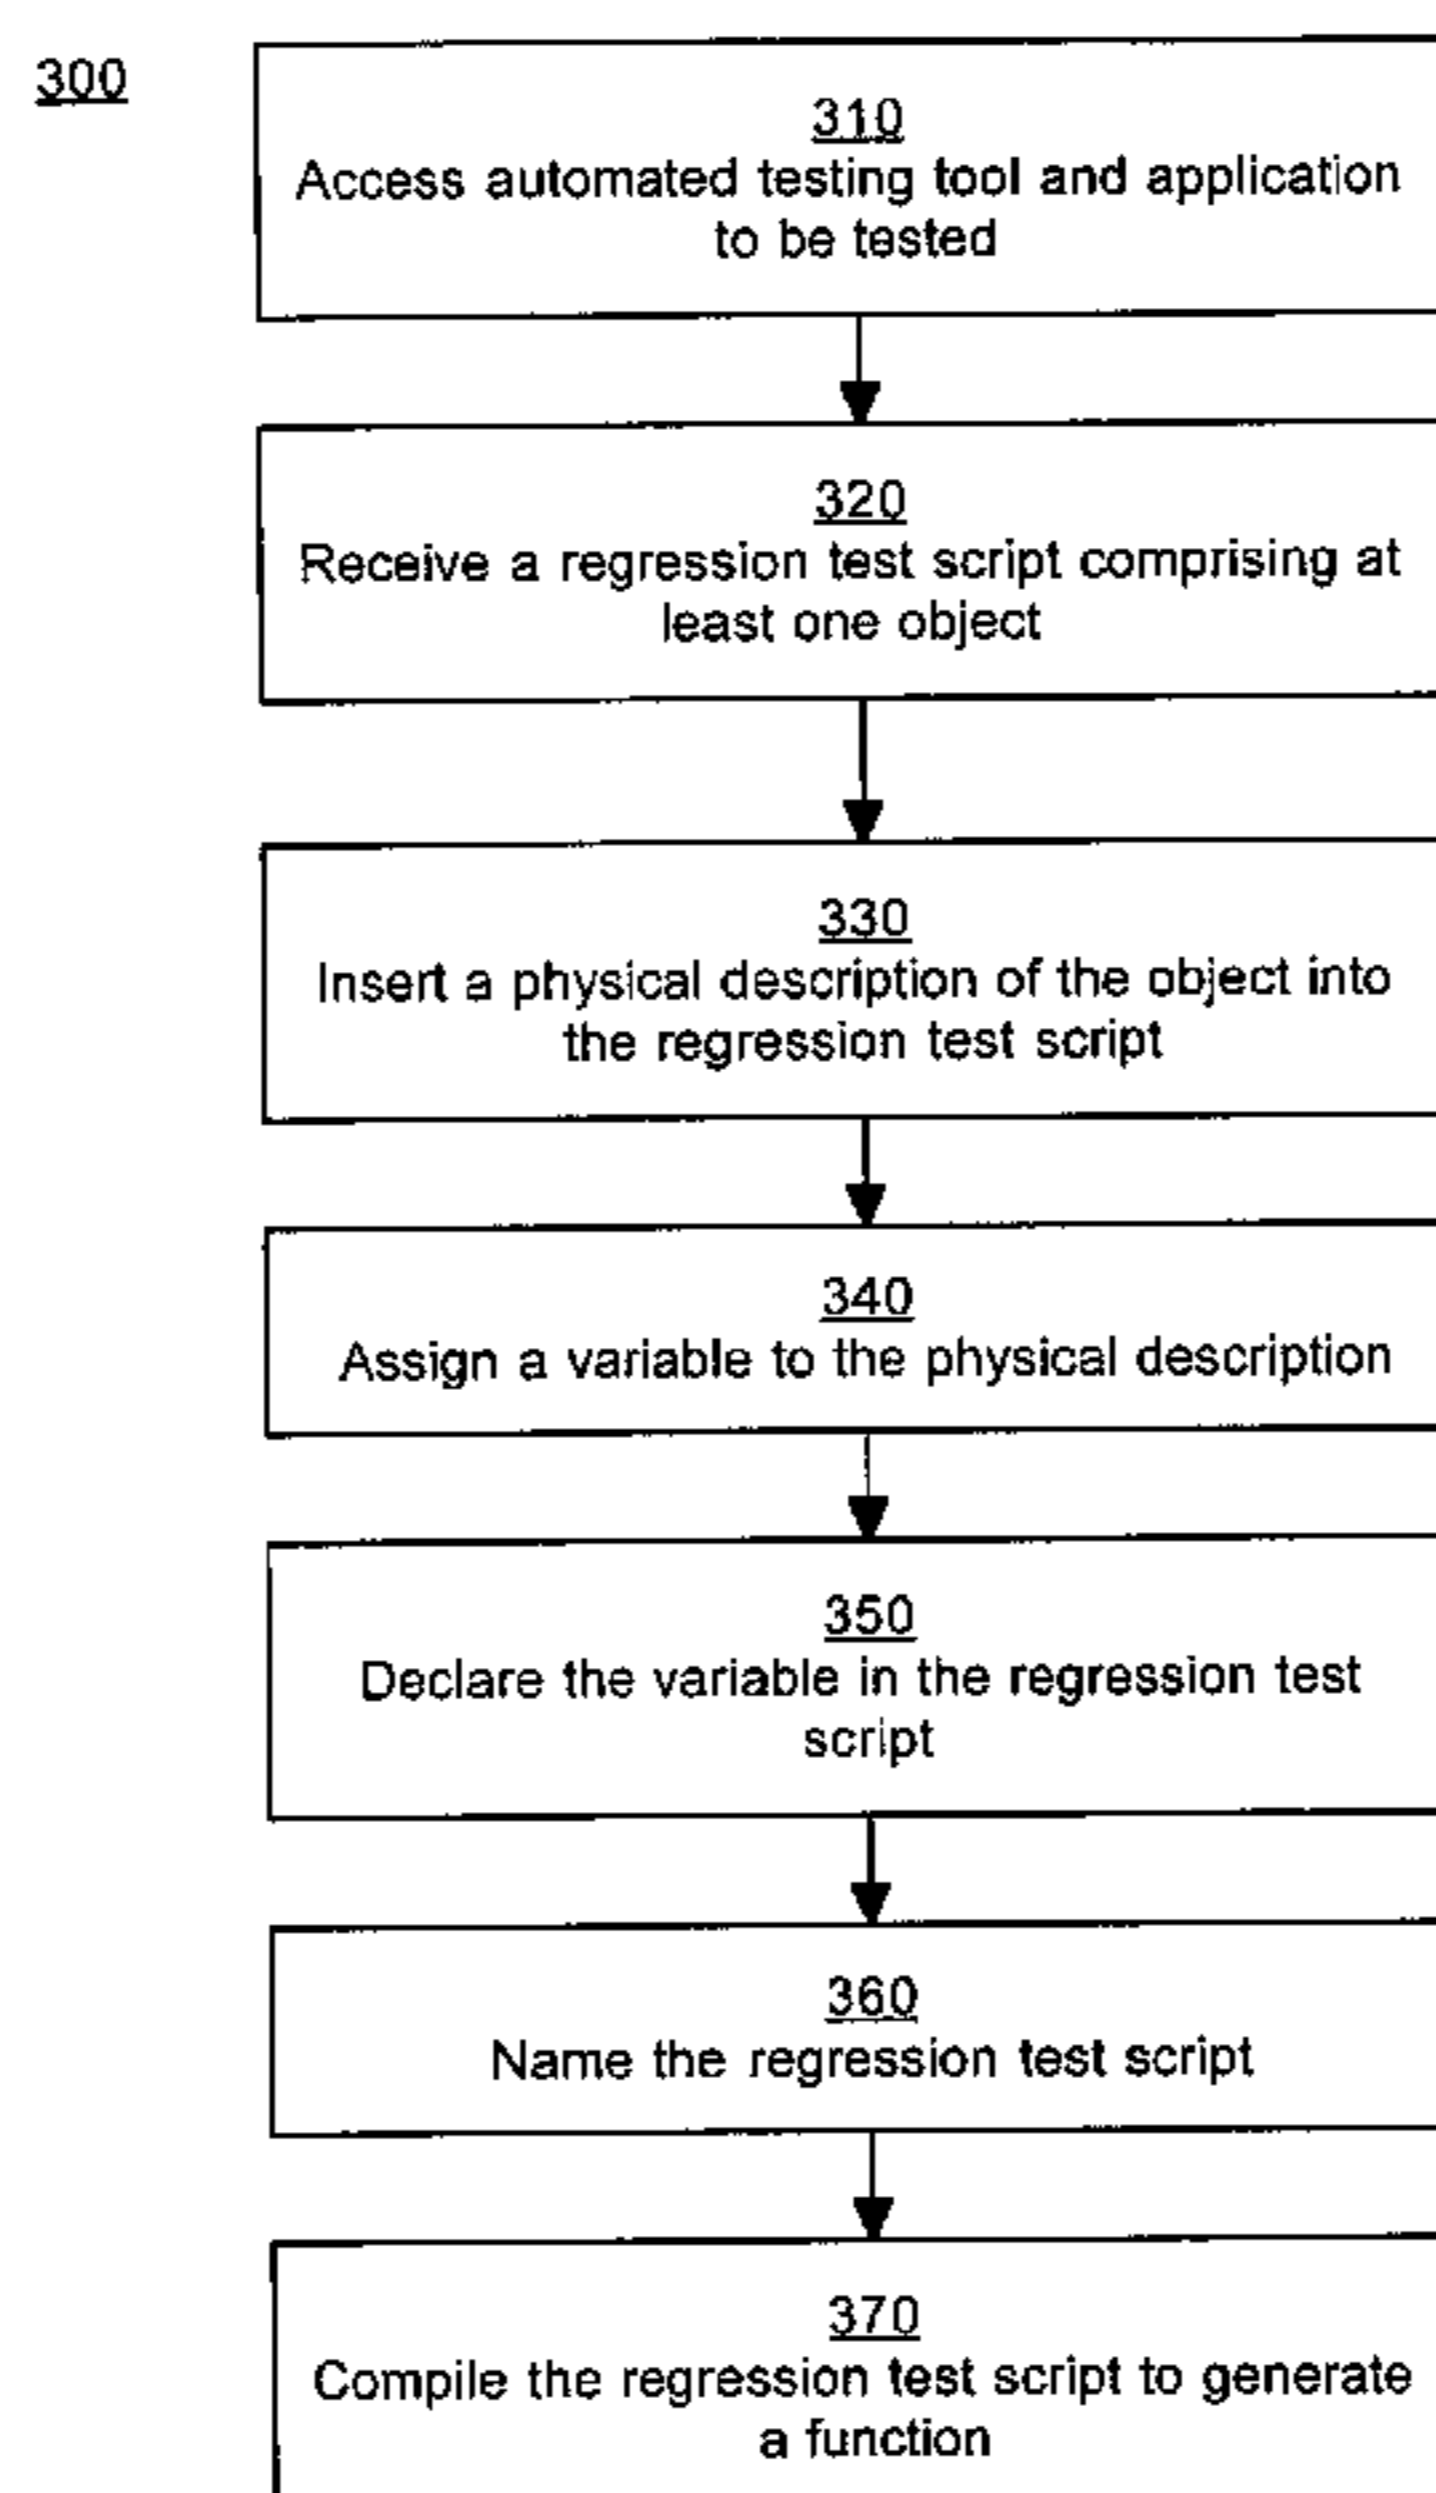 300
310
Access automated testing tool and application
to be tested
320
Receive a regression test script comprising at
least one object
330
Insert a physical description of the object into
the regression test script
340
Assign a variable to the physical description
350
Declare the variable in the regression test
script
360
Name the regression test script
370
Compile the regression test script to generate
a function